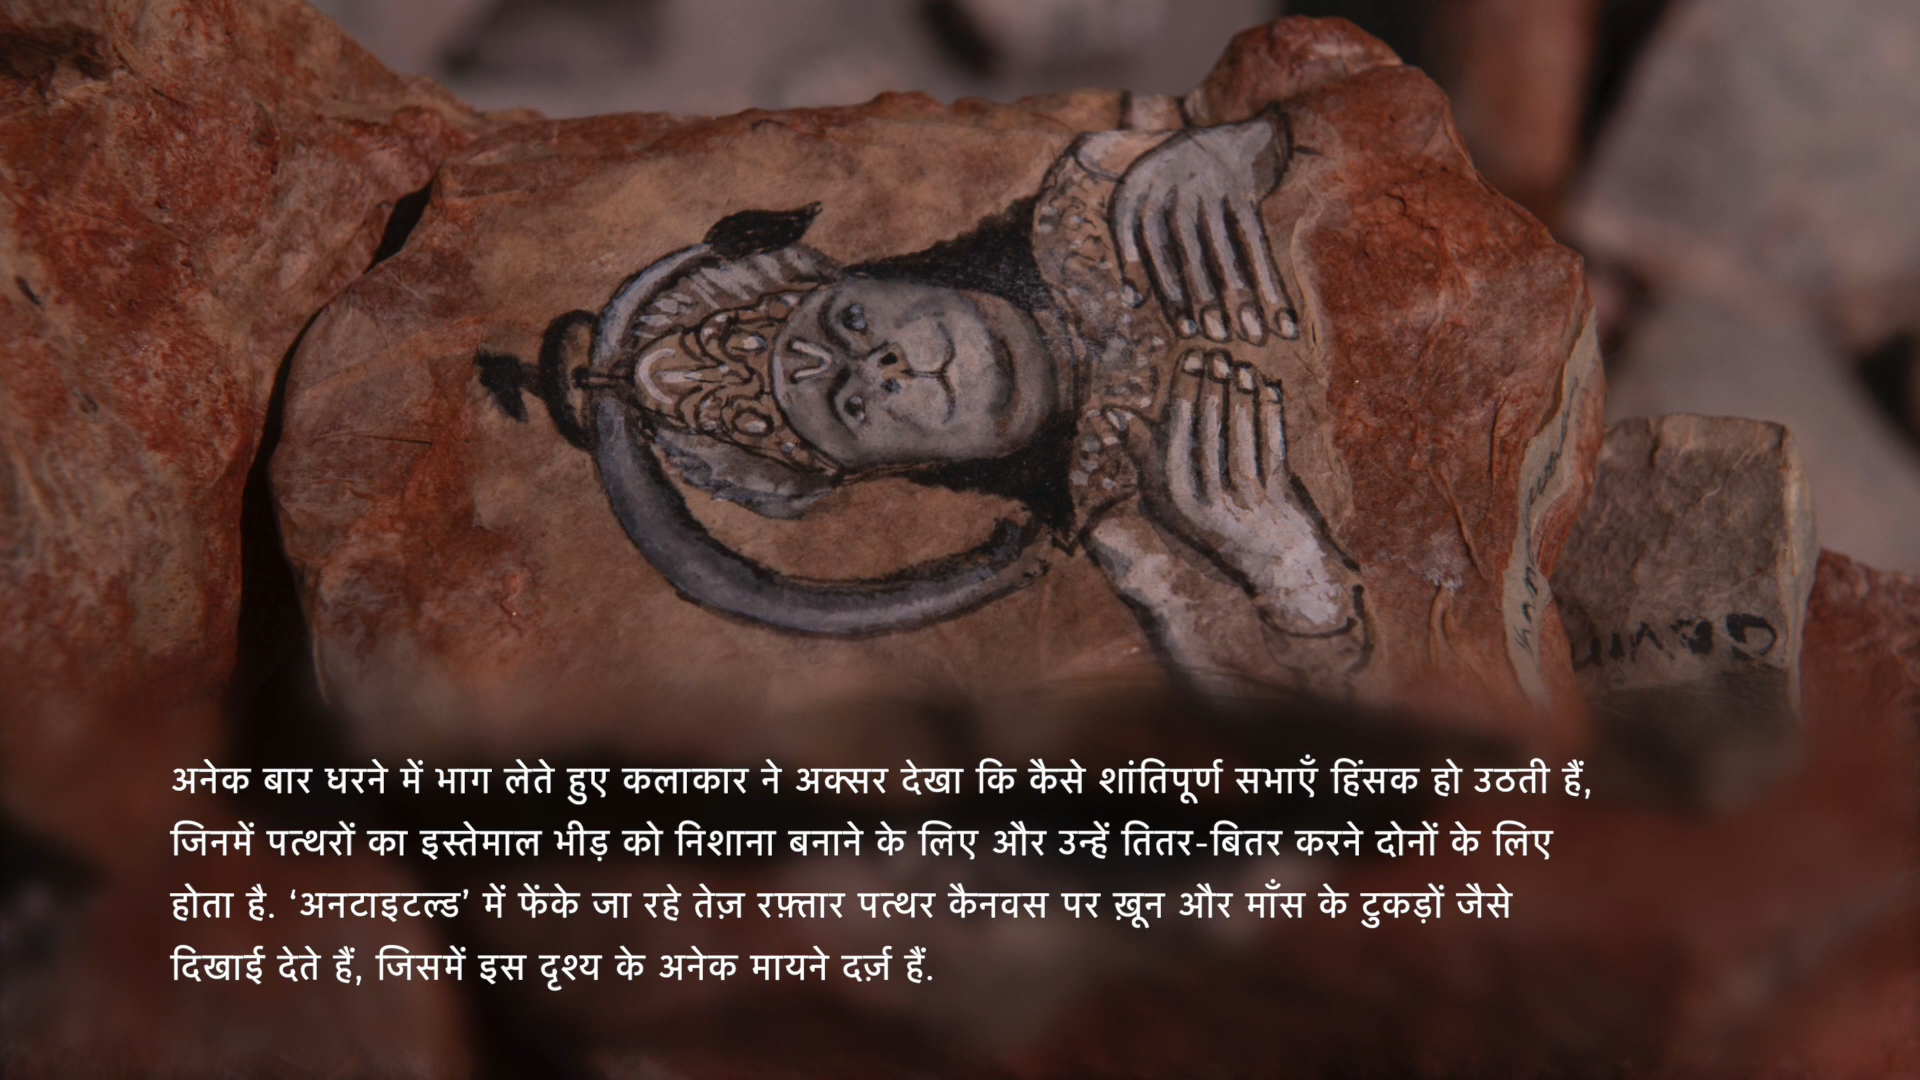 अनेक बार धरने में भाग लेते हुए कलाकार ने अक्सर देखा कि कैसे शांतिपूर्ण सभाएँ हिंसक हो उठती हैं,
जिनमें पत्थरों का इस्तेमाल भीड़ को निशाना बनाने के लिए और उन्हें तितर-बितर करने दोनों के लिए
होता है. ‘अनटाइटल्ड’ में फेंके जा रहे तेज़ रफ़्तार पत्थर कैनवस पर ख़ून और माँस के टुकड़ों जैसे
दिखाई देते हैं, जिसमें इस दृश्य के अनेक मायने दर्ज़ हैं.